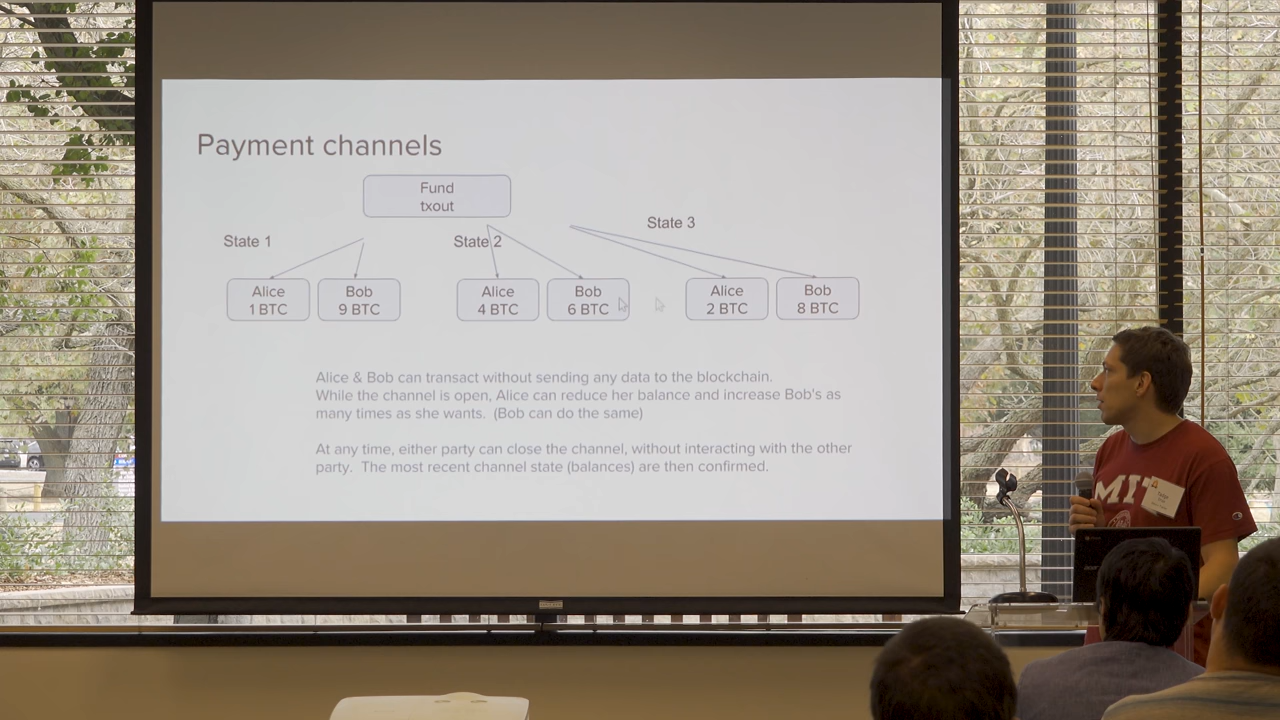 Payment channels
Fund
txout
State 1
State 2
State 3
Alice
1 BTC
Bob
9 BTC
Alice
4 BTC
Bob
6 BTC
Alice
2 BTC
Bob
8 BTC
Alice & Bob can transact without sending any data to the blockchain.
While the channel is open, Alice can reduce her balance and increase Bob's as
many times as she wants.  (Bob can do the same)
At any time, either party can close the channel, without interacting with the other
party.  The most recent channel state (balances) are then confirmed.
MIT
acer